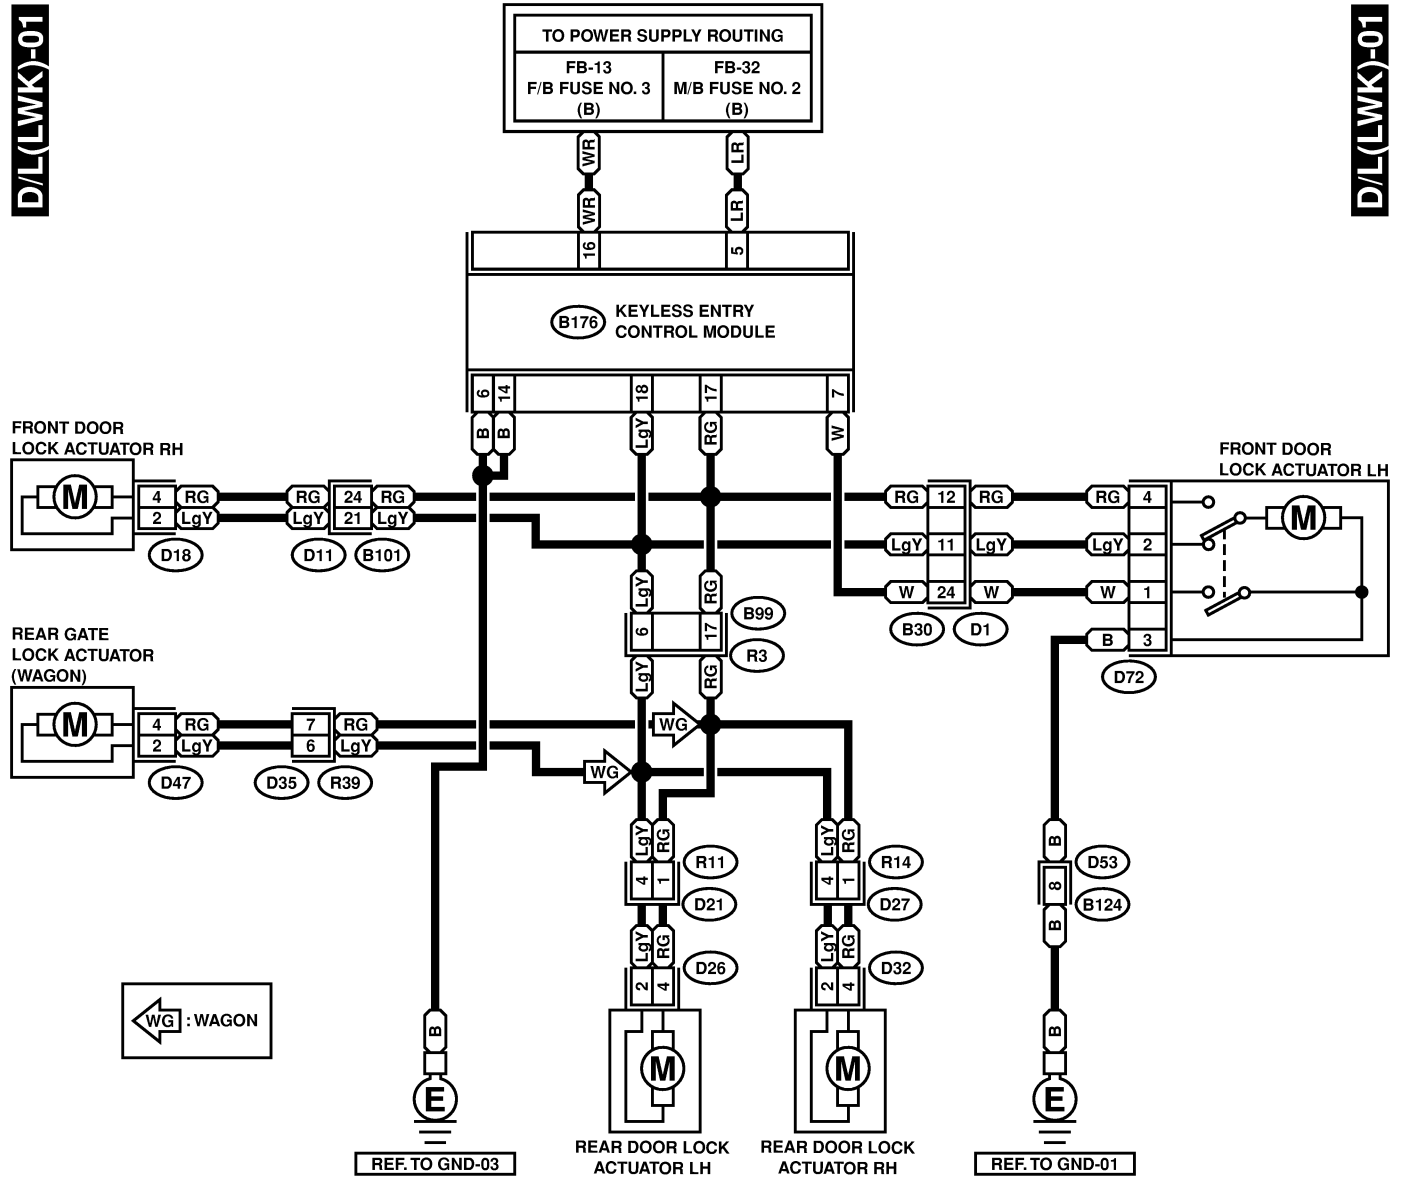 D/L(LWK)-01
D/L(LWK)-01
TO POWER SUPPLY ROUTING
FB-13
F/B FUSE NO. 3
(B)
FB-32
M/B FUSE NO. 2
(B)
WR
LR
WR
LR
16
5
B176
KEYLESS ENTRY
CONTROL MODULE
6
14
18
17
7
B
B
LgY
RG
W
FRONT DOOR
LOCK ACTUATOR RH
M
4
RG
RG
24
RG
2
LgY
LgY
21
LgY
D18
D11
B101
RG
12
RG
RG
4
LgY
11
LgY
LgY
2
W
24
W
W
1
B
3
B30
D1
D72
FRONT DOOR
LOCK ACTUATOR LH
M
LgY
RG
6
17
B99
R3
LgY
RG
REAR GATE
LOCK ACTUATOR
(WAGON)
M
4
RG
7
RG
2
LgY
6
LgY
D47
D35
R39
WG
WG
LgY
RG
4
1
R11
D21
LgY
RG
D26
2
4
M
REAR DOOR LOCK
ACTUATOR LH
LgY
RG
4
1
R14
D27
LgY
RG
D32
2
4
M
REAR DOOR LOCK
ACTUATOR RH
B
8
D53
B124
B
B
E
REF. TO GND-01
WG : WAGON
B
E
REF. TO GND-03